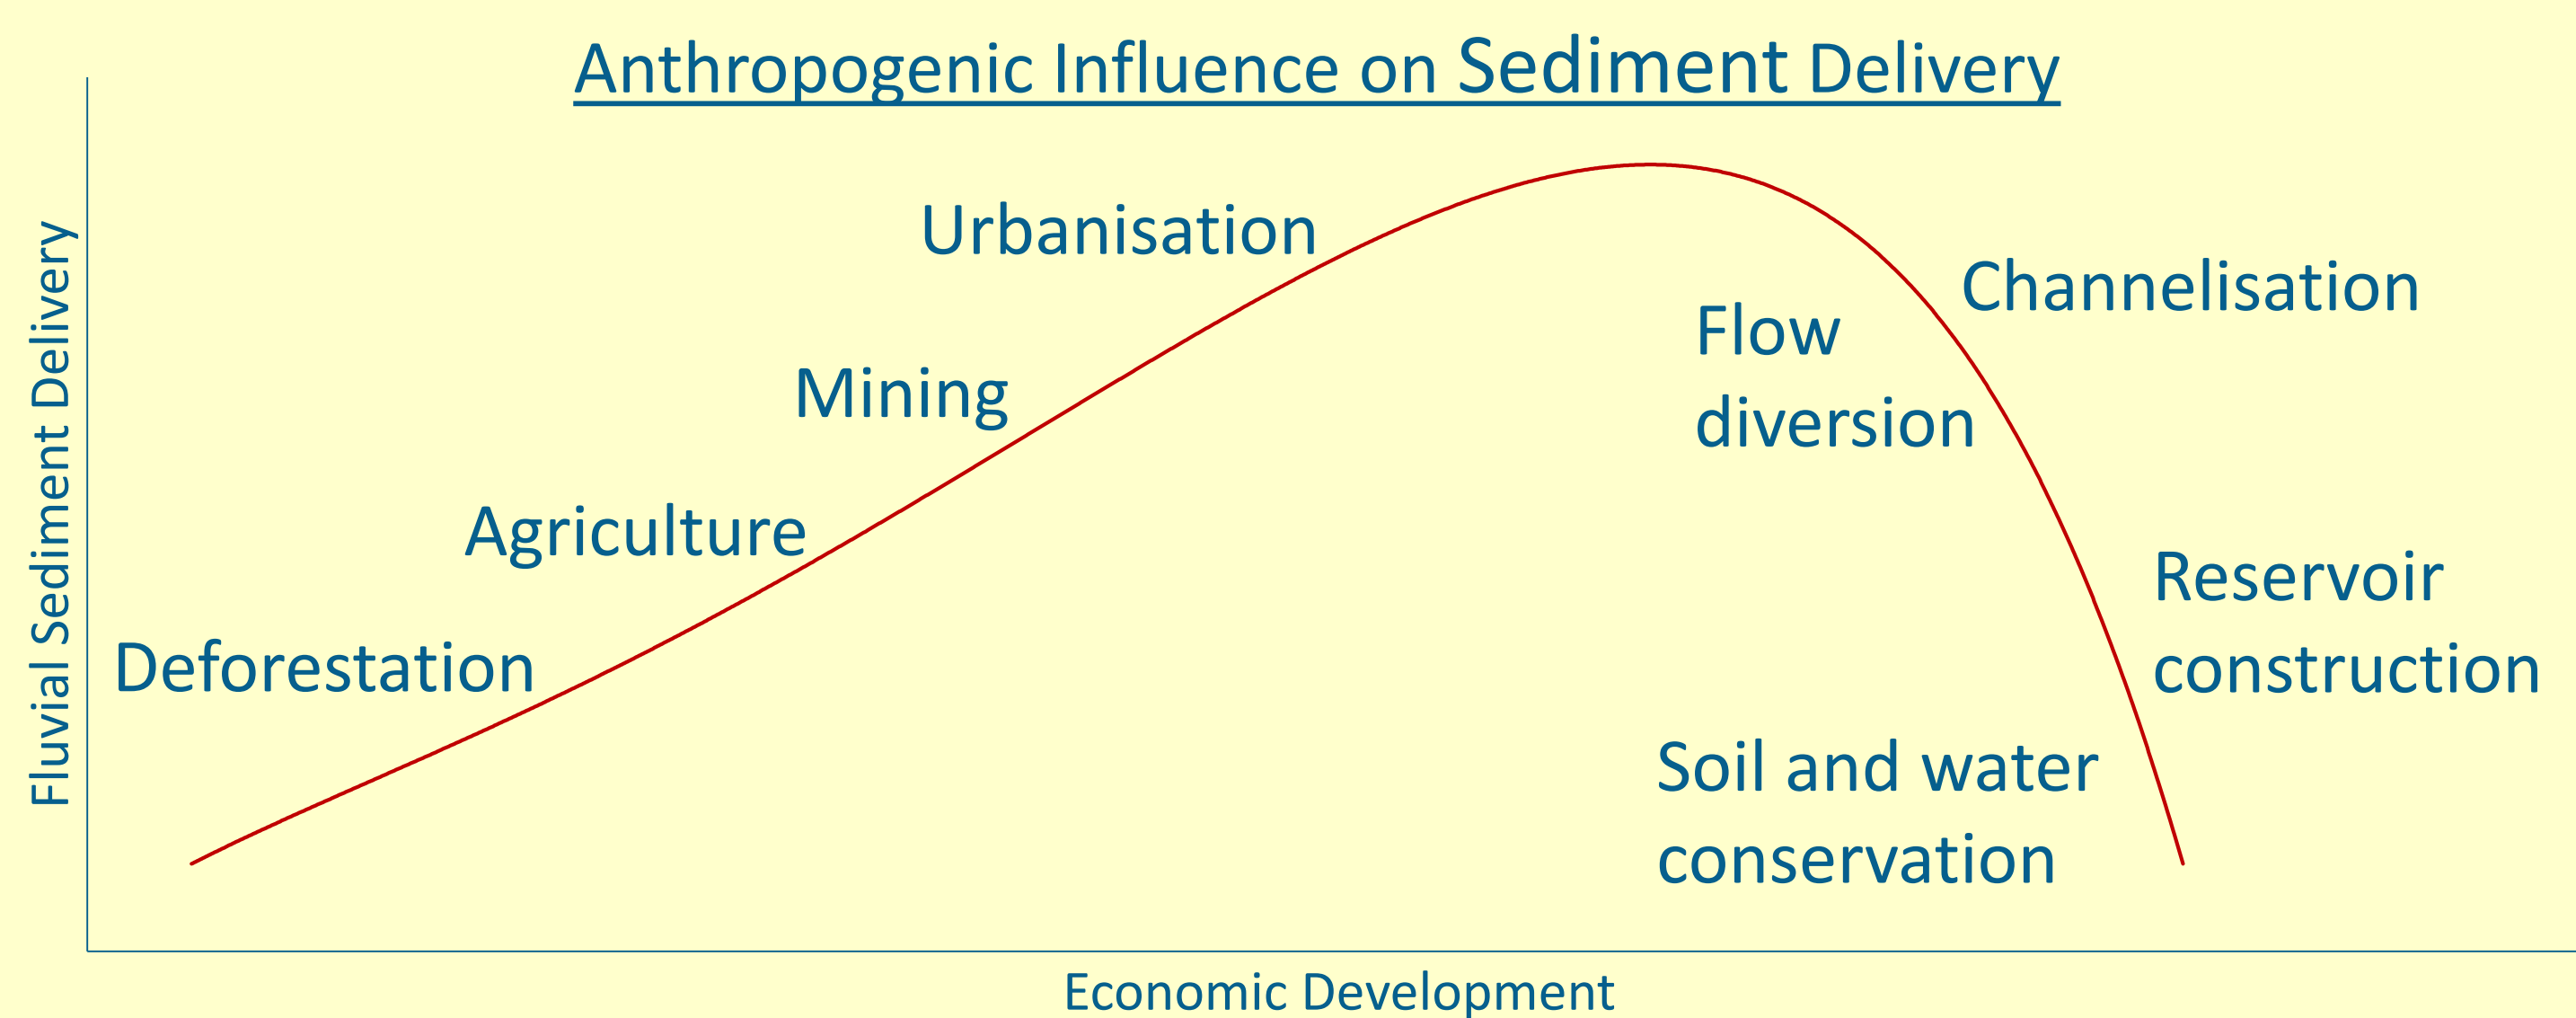 Anthropogenic Influence on Sediment Delivery
Fluvial Sediment Delivery
Urbanisation
Channelisation
Flow
diversion
Mining
Agriculture
Reservoir
construction
Deforestation
Soil and water
conservation
Economic Development